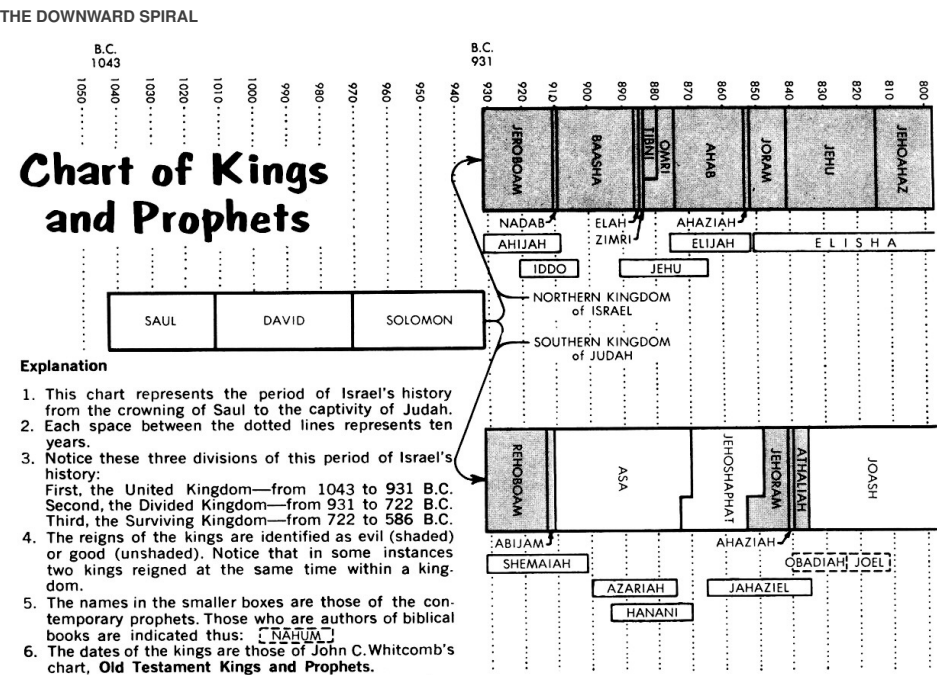 THE DOWNWARD SPIRAL
B.C.
1043
B.C.
931
1050
1040
1030
1020
1010
1000
990
980
970
960
950
940
930
920
910
900
890
880
870
860
850
840
830
820
810
800
Chart of Kings
and Prophets
JEROBOAM
BAASHA
TIBNI
OMRI
AHAB
JORAM
JEHU
JEHOAHAZ
NADAB
ELAH
ZIMRI
AHAZIAH
AHIJAH
ELIJAH
ELISHA
IDDO
JEHU
NORTHERN KINGDOM
of ISRAEL
SAUL
DAVID
SOLOMON
SOUTHERN KINGDOM
of JUDAH
Explanation
1. This chart represents the period of Israel's history
from the crowning of Saul to the captivity of Judah.
2. Each space between the dotted lines represents ten
years.
3. Notice these three divisions of this period of Israel's
history:
First, the United Kingdom—from 1043 to 931 B.C.
Second, the Divided Kingdom—from 931 to 722 B.C.
Third, the Surviving Kingdom—from 722 to 586 B.C.
4. The reigns of the kings are identified as evil (shaded)
or good (unshaded). Notice that in some instances
two kings reigned at the same time within a king-
dom.
5. The names in the smaller boxes are those of the con-
temporary prophets. Those who are authors of biblical
books are indicated thus: NAHUM
6. The dates of the kings are those of John C. Whitcomb's
chart, Old Testament Kings and Prophets.
REHOBOAM
ASA
JEHOSHAPHAT
JEHORAM
ATHALIAH
JOASH
ABIJAM
AHAZIAH
SHEMAIAH
OBADIAH
JOEL
AZARIAH
JAHAZIEL
HANANI